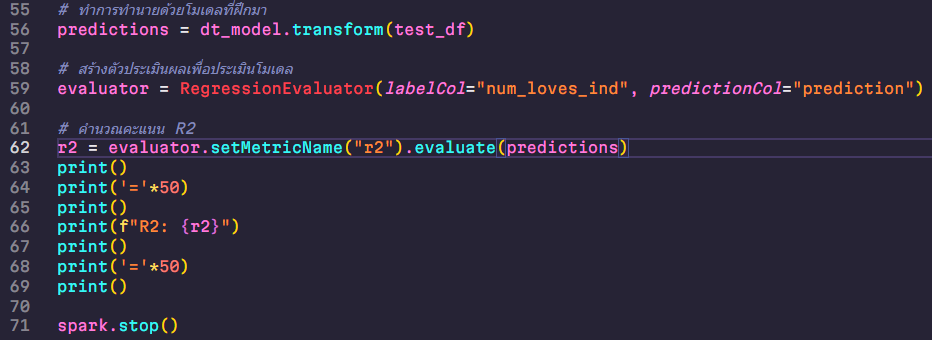 55 # ทำการทำนายด้วยโมเดลที่ฝึกมา
56 predictions = dt_model.transform(test_df)
57
58 # สร้างตัวประเมินผลเพื่อประเมินโมเดล
59 evaluator = RegressionEvaluator(labelCol="num_loves_ind", predictionCol="prediction")
60
61 # คำนวณคะแนน R2
62 r2 = evaluator.setMetricName("r2").evaluate(predictions)
63 print()
64 print('='*50)
65 print()
66 print(f"R2: {r2}")
67 print()
68 print('='*50)
69 print()
70
71 spark.stop()